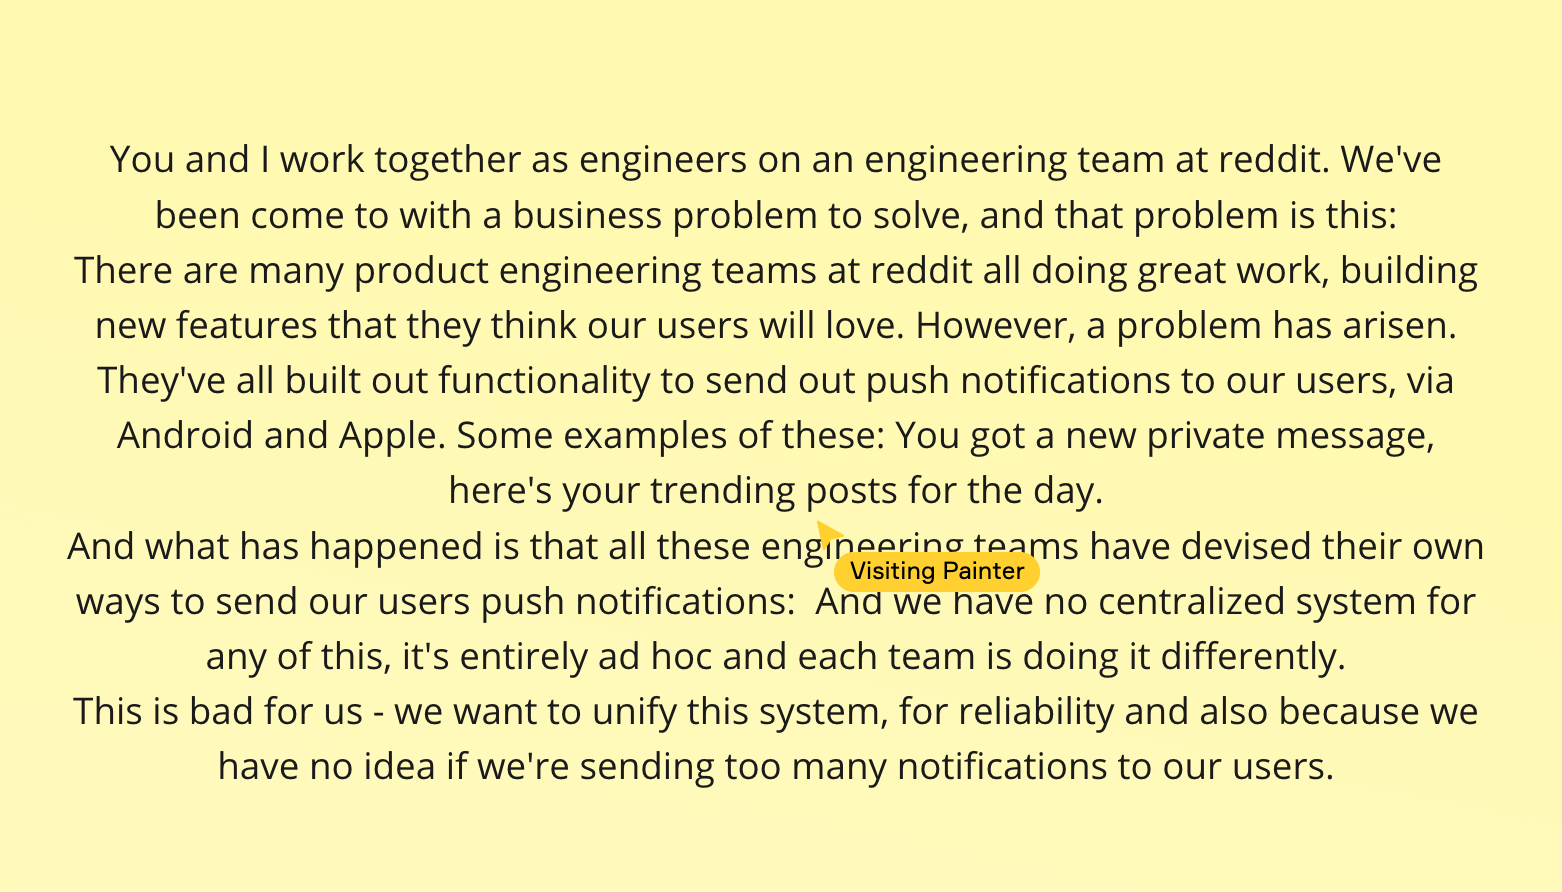 You and I work together as engineers on an engineering team at reddit. We've
been come to with a business problem to solve, and that problem is this:
There are many product engineering teams at reddit all doing great work, building
new features that they think our users will love. However, a problem has arisen.
They've all built out functionality to send out push notifications to our users, via
Android and Apple. Some examples of these: You got a new private message,
here's your trending posts for the day.
And what has happened is that all these engineering teams have devised their own
Visiting Painter
ways to send our users push notifications:  And we have no centralized system for
any of this, it's entirely ad hoc and each team is doing it differently.
This is bad for us - we want to unify this system, for reliability and also because we
have no idea if we're sending too many notifications to our users.